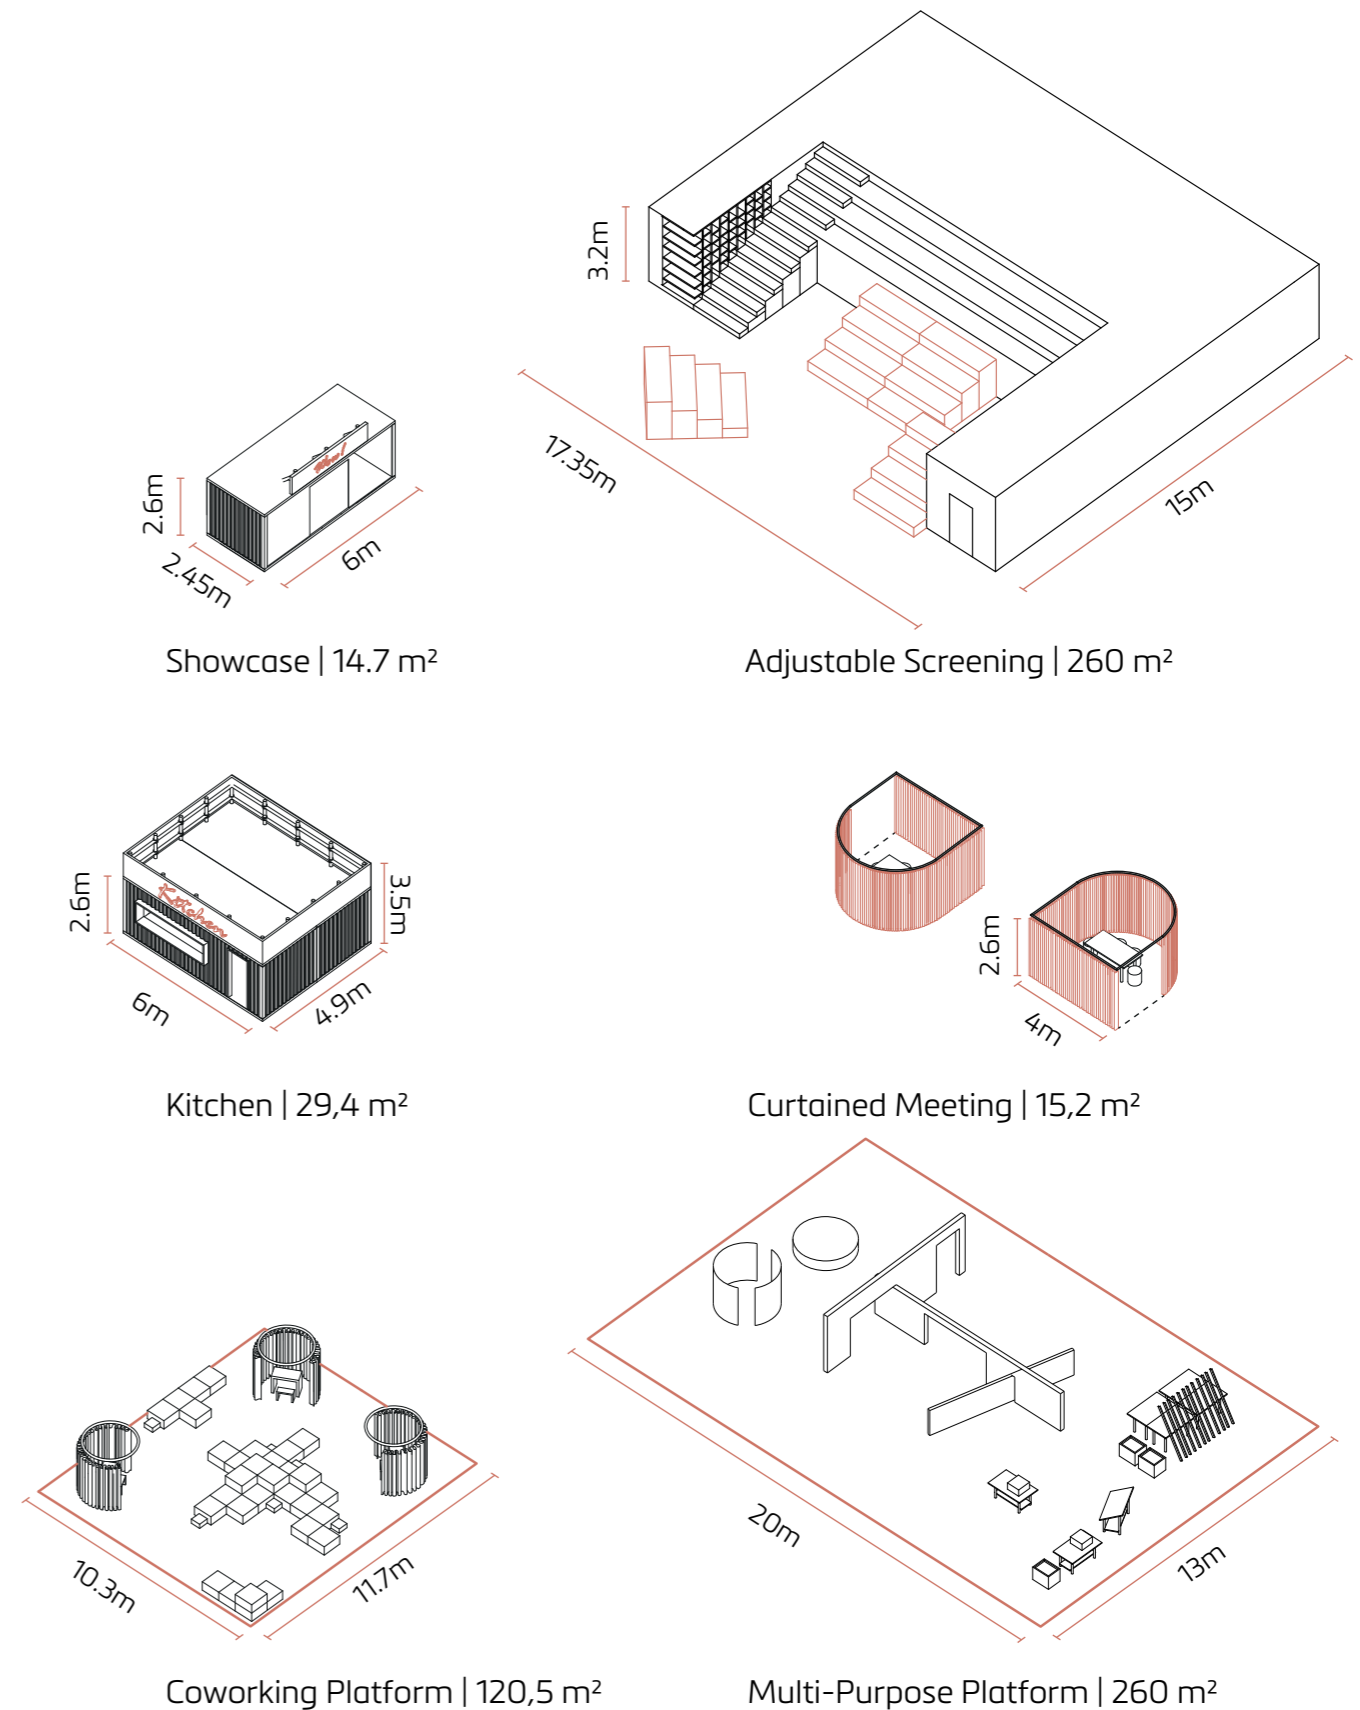 3.2m
17.35m
15m
Wow!
2.6m
2.45m
6m
Showcase | 14.7 m²
Adjustable Screening | 260 m²
Kitchen
2.6m
3.5m
6m
4.9m
2.6m
4m
Kitchen | 29,4 m²
Curtained Meeting | 15,2 m²
10.3m
11.7m
20m
13m
Coworking Platform | 120,5 m²
Multi-Purpose Platform | 260 m²